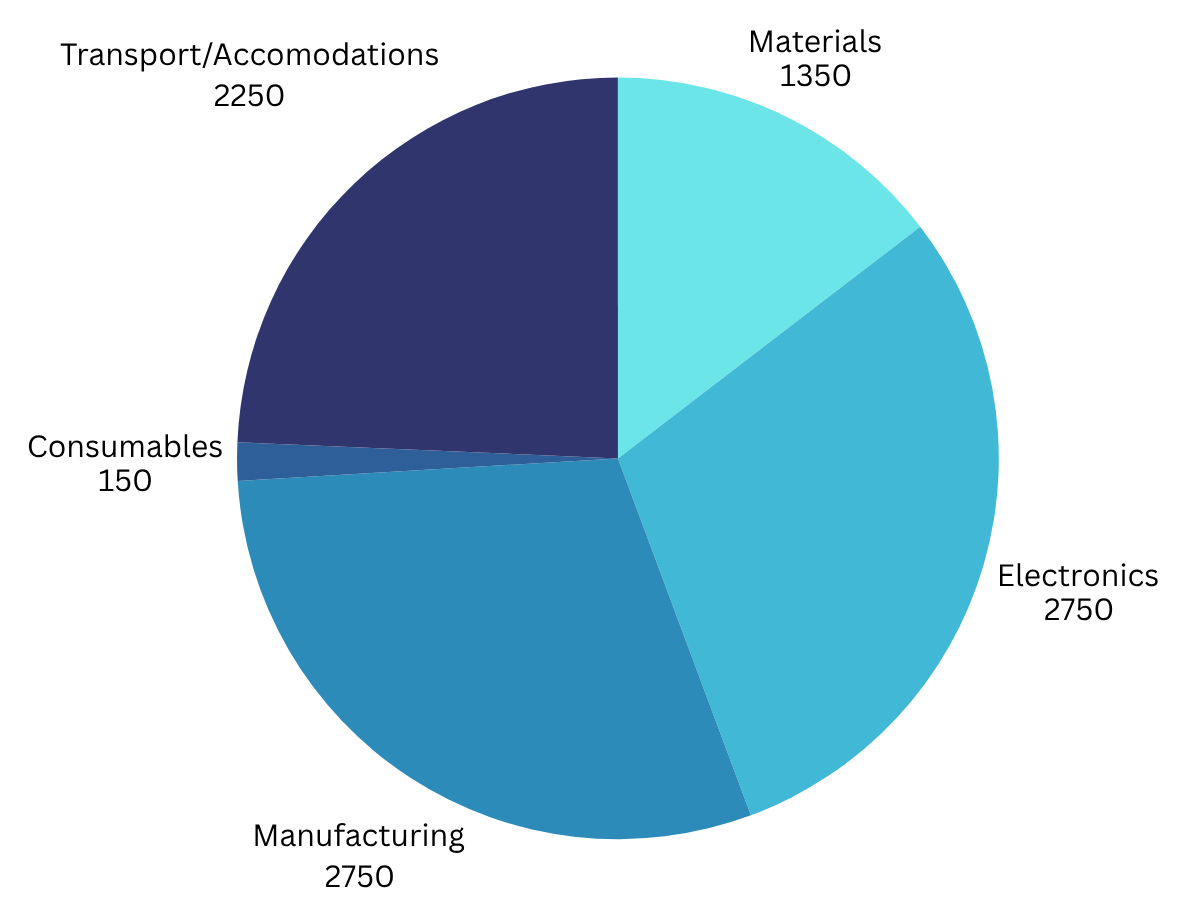 Transport/Accomodations
2250
Materials
1350
Consumables
150
Electronics
2750
Manufacturing
2750